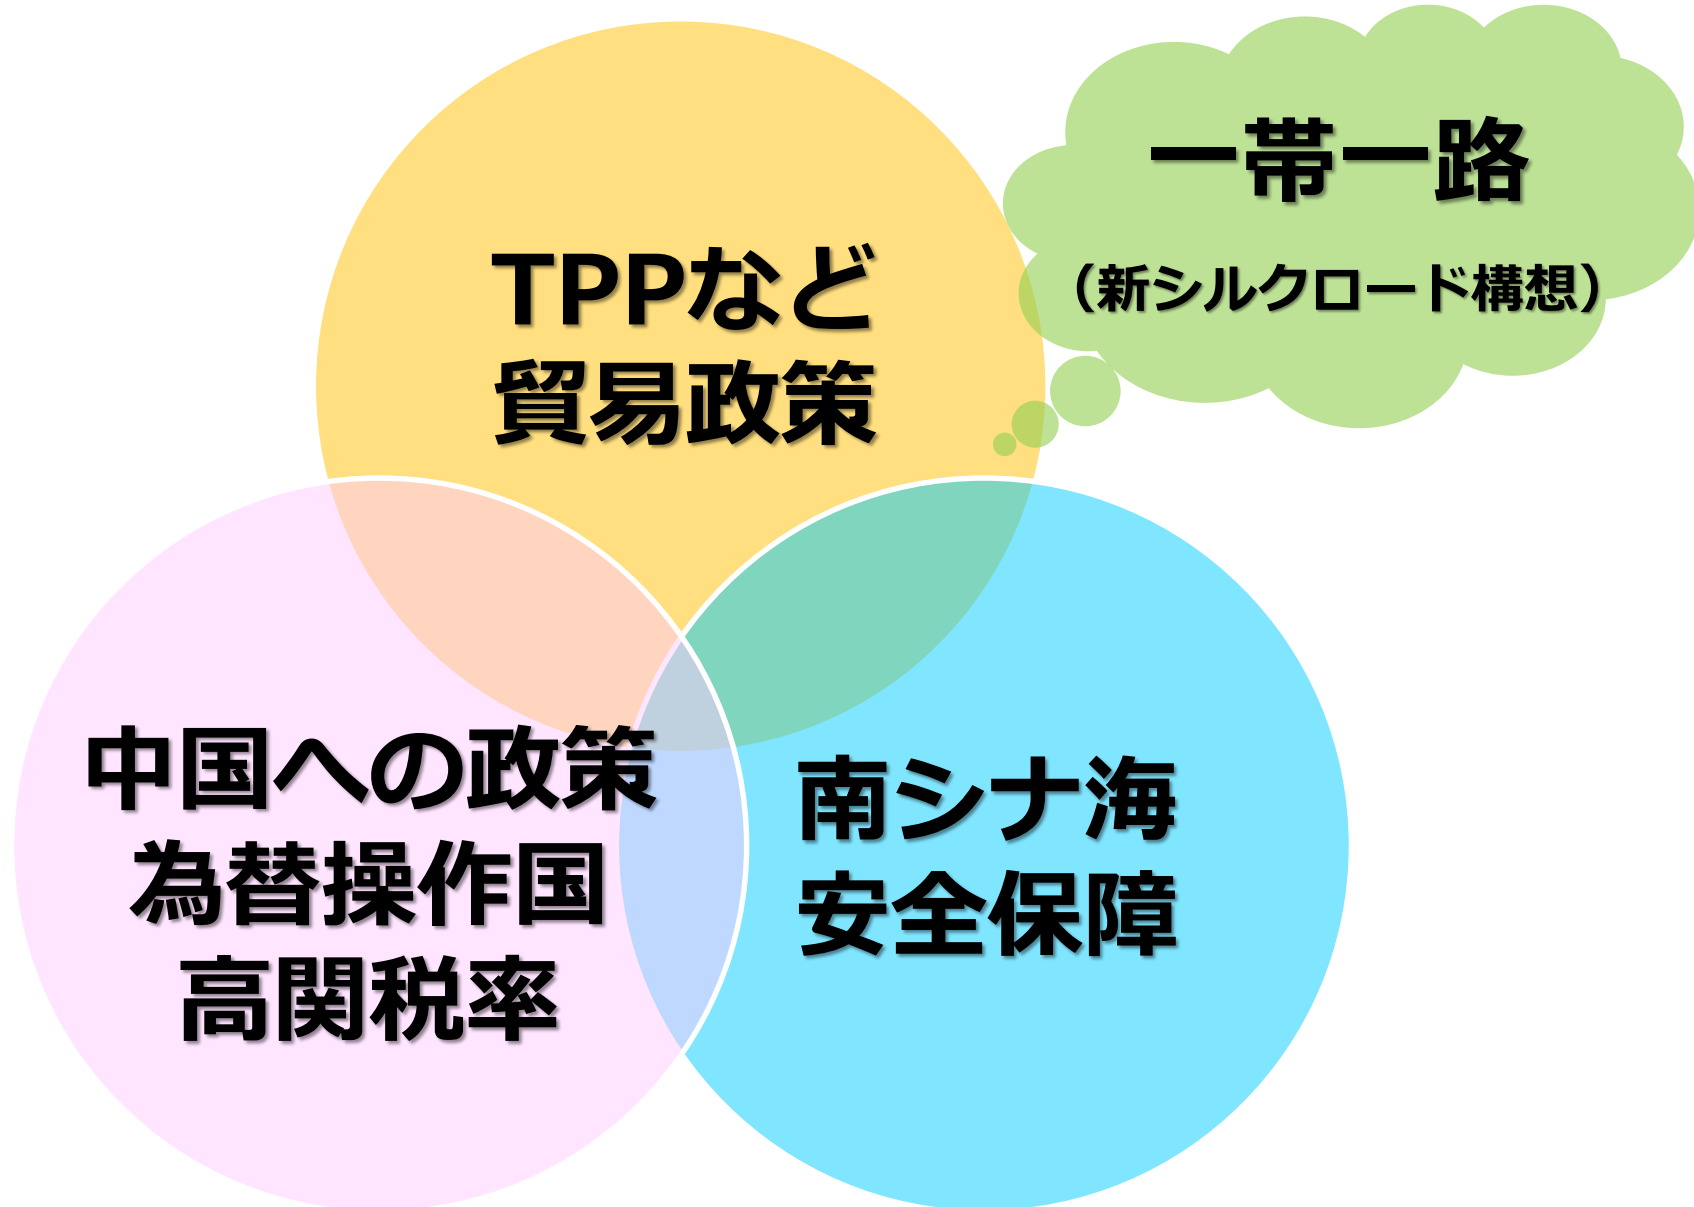 一帯一路
（新シルクロード構想）
TPPなど
貿易政策
中国への政策
為替操作国
高関税率
南シナ海
安全保障